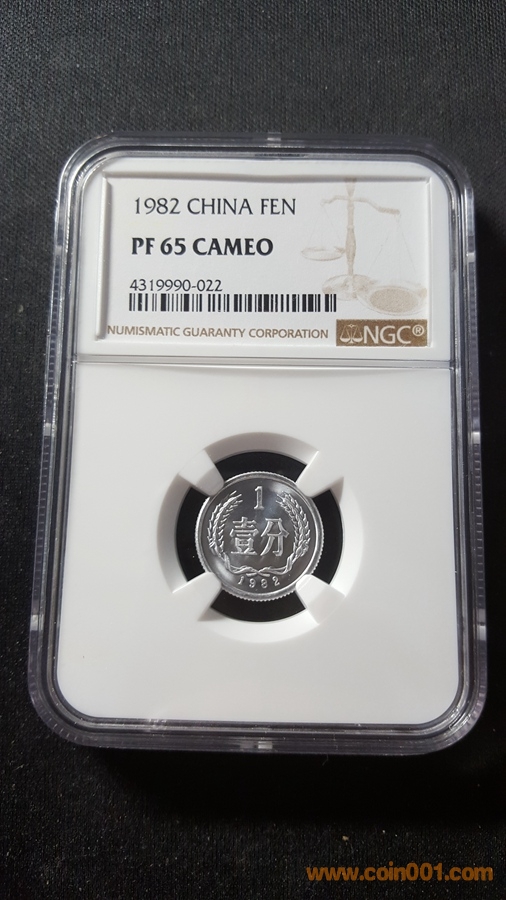 1982 CHINA FEN
PF 65 CAMEO
4319990-022
NUMISMATIC GUARANTY CORPORATION
NGC®
1
壹分
1982
www.coin001.com